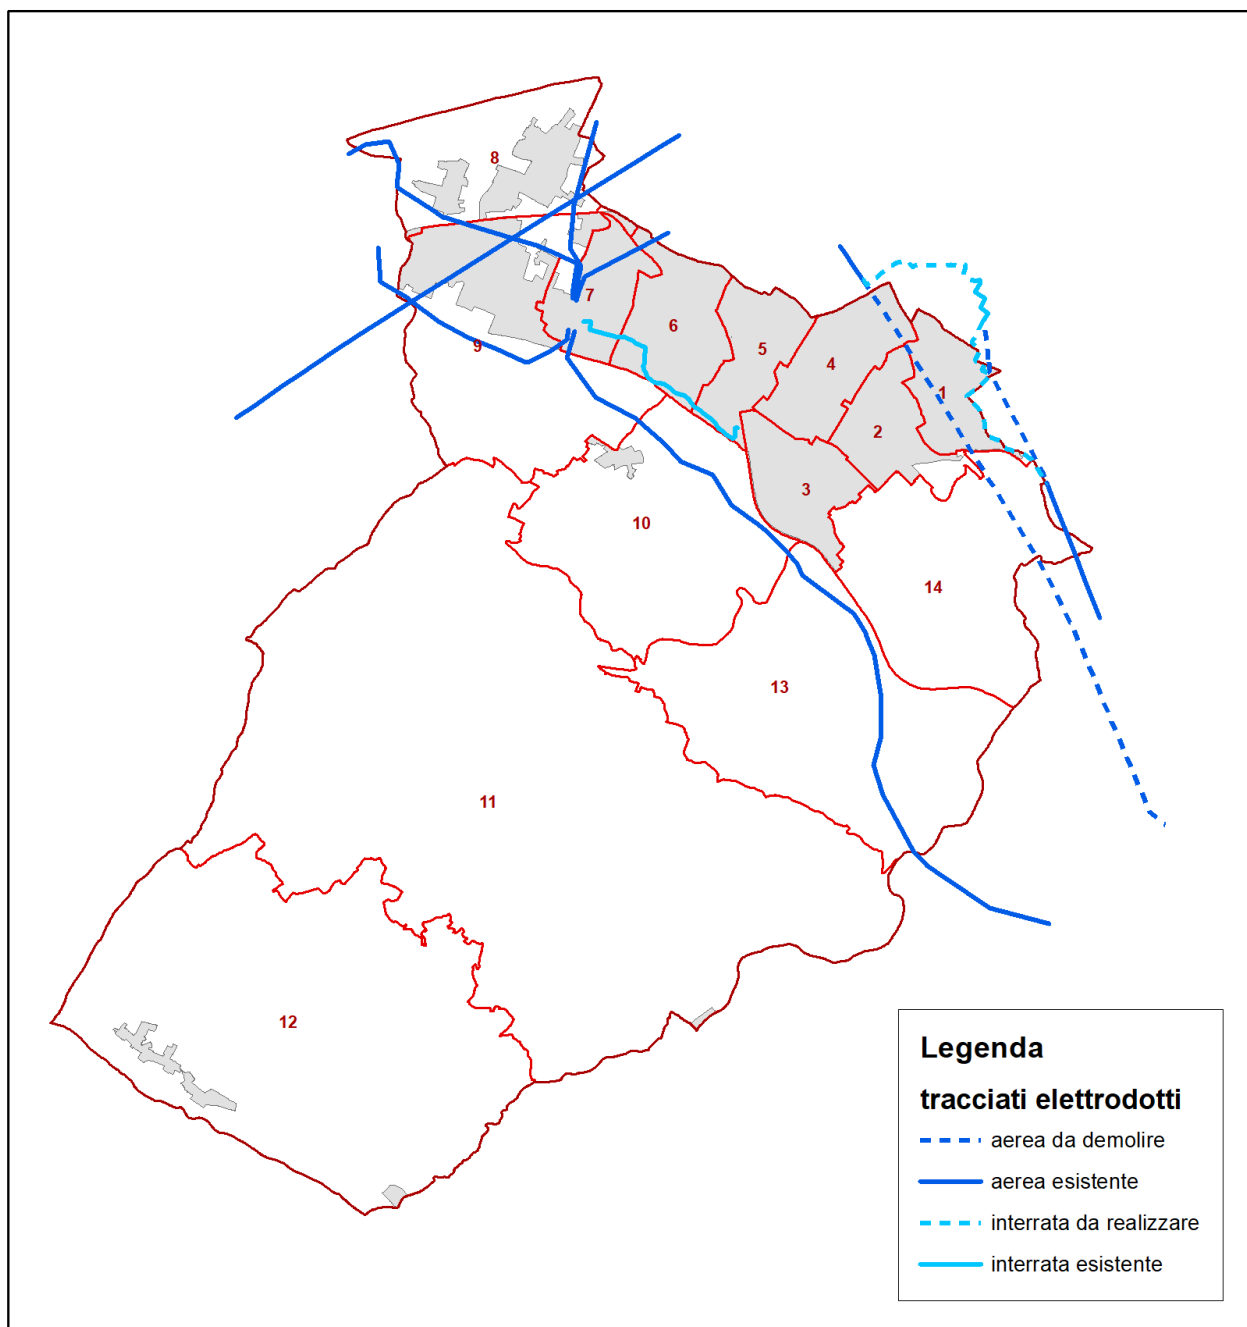 8
7
6
5
4
1
9
2
3
10
14
13
11
12
Legenda
tracciati elettrodotti
aerea da demolire
aerea esistente
interrata da realizzare
interrata esistente